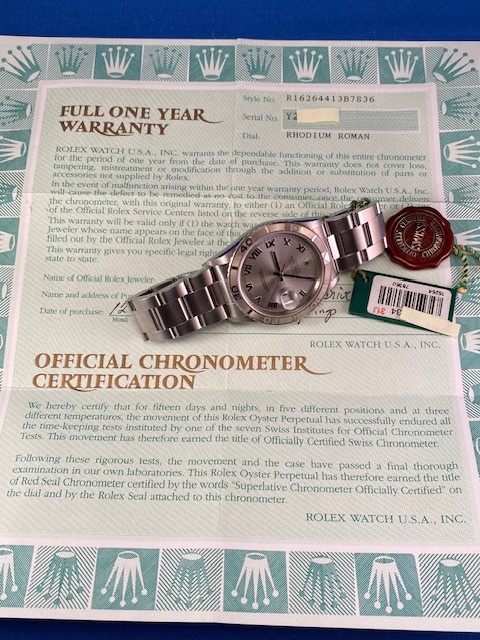 Style No. R16264413B7836
Serial No. Y2
Dial: RHODIUM ROMAN
FULL ONE YEAR
WARRANTY
ROLEX WATCH U.S.A., INC. warrants the dependable functioning of this entire chronometer
for the period of one year from the date of purchase. This warranty does not cover loss,
tampering, mistreatment or modification through the addition or substitution of parts or
accessories not supplied by Rolex.
In the event of malfunction arising within the one year warranty period, Rolex Watch U.S.A., Inc.
will cause the defect to be remedied at no cost to the consumer
chronometer, with this original warranty, to either (1) an Official Rolex
of the Official Rolex Service Centers listed on the reverse side of this
This warranty will be valid only if (1) the watch
Jeweler whose name appears on the face of this
filled out by the Official Rolex Jeweler at the
This warranty gives you specific legal rights
state to state.
Name of Official Rolex Jeweler
Name and address of
Date of purchase: 12
Month
ROLEX WATCH U.S.A., INC.
OFFICIAL CHRONOMETER
CERTIFICATION
We hereby certify that for fifteen days and nights, in five different positions and at three
different temperatures, the movement of this Rolex Oyster Perpetual has successfully endured all
the time-keeping tests instituted by one of the seven Swiss Institutes for Official Chronometer
Tests. This movement has therefore earned the title of Officially Certified Swiss Chronometer.
Following these rigorous tests, the movement and the case have passed a final thorough
examination in our own laboratories. This Rolex Oyster Perpetual has therefore earned the title
of Red Seal Chronometer certified by the words "Superlative Chronometer Officially Certified" on
the dial and by the Rolex Seal attached to this chronometer.
ROLEX WATCH U.S.A., INC.
16264
78360